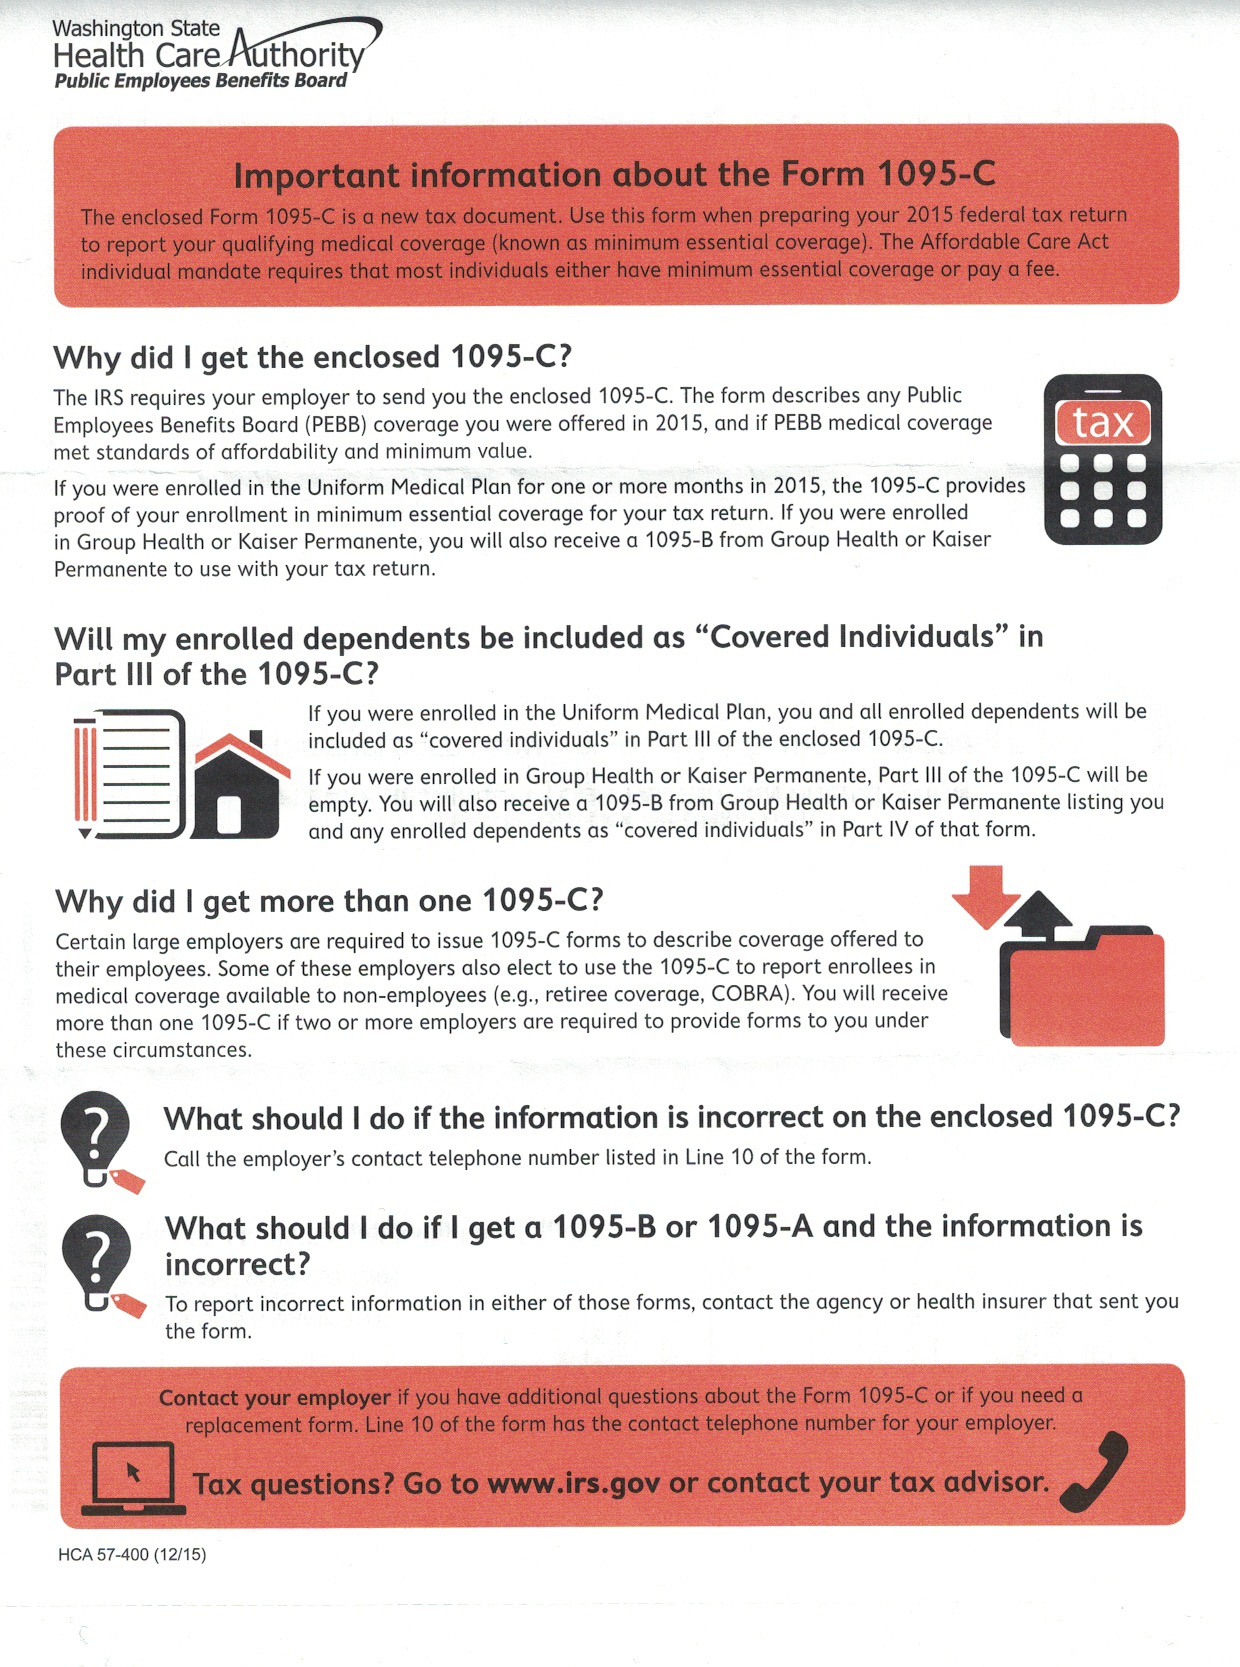 Washington State
Health Care Authority
Public Employees Benefits Board
Important information about the Form 1095-C
The enclosed Form 1095-C is a new tax document. Use this form when preparing your 2015 federal tax return
to report your qualifying medical coverage (known as minimum essential coverage). The Affordable Care Act
individual mandate requires that most individuals either have minimum essential coverage or pay a fee.
Why did I get the enclosed 1095-C?
The IRS requires your employer to send you the enclosed 1095-C. The form describes any Public
Employees Benefits Board (PEBB) coverage you were offered in 2015, and if PEBB medical coverage
met standards of affordability and minimum value.
tax
If you were enrolled in the Uniform Medical Plan for one or more months in 2015, the 1095-C provides
proof of your enrollment in minimum essential coverage for your tax return. If you were enrolled
in Group Health or Kaiser Permanente, you will also receive a 1095-B from Group Health or Kaiser
Permanente to use with your tax return.
Will my enrolled dependents be included as “Covered Individuals” in
Part III of the 1095-C?
If you were enrolled in the Uniform Medical Plan, you and all enrolled dependents will be
included as “covered individuals” in Part III of the enclosed 1095-C.
If you were enrolled in Group Health or Kaiser Permanente, Part III of the 1095-C will be
empty. You will also receive a 1095-B from Group Health or Kaiser Permanente listing you
and any enrolled dependents as “covered individuals” in Part IV of that form.
Why did I get more than one 1095-C?
Certain large employers are required to issue 1095-C forms to describe coverage offered to
their employees. Some of these employers also elect to use the 1095-C to report enrollees in
medical coverage available to non-employees (e.g., retiree coverage, COBRA). You will receive
more than one 1095-C if two or more employers are required to provide forms to you under
these circumstances.
?
What should I do if the information is incorrect on the enclosed 1095-C?
Call the employer’s contact telephone number listed in Line 10 of the form.
?
What should I do if I get a 1095-B or 1095-A and the information is
incorrect?
To report incorrect information in either of those forms, contact the agency or health insurer that sent you
the form.
Contact your employer if you have additional questions about the Form 1095-C or if you need a
replacement form. Line 10 of the form has the contact telephone number for your employer.
Tax questions? Go to www.irs.gov or contact your tax advisor.
HCA 57-400 (12/15)